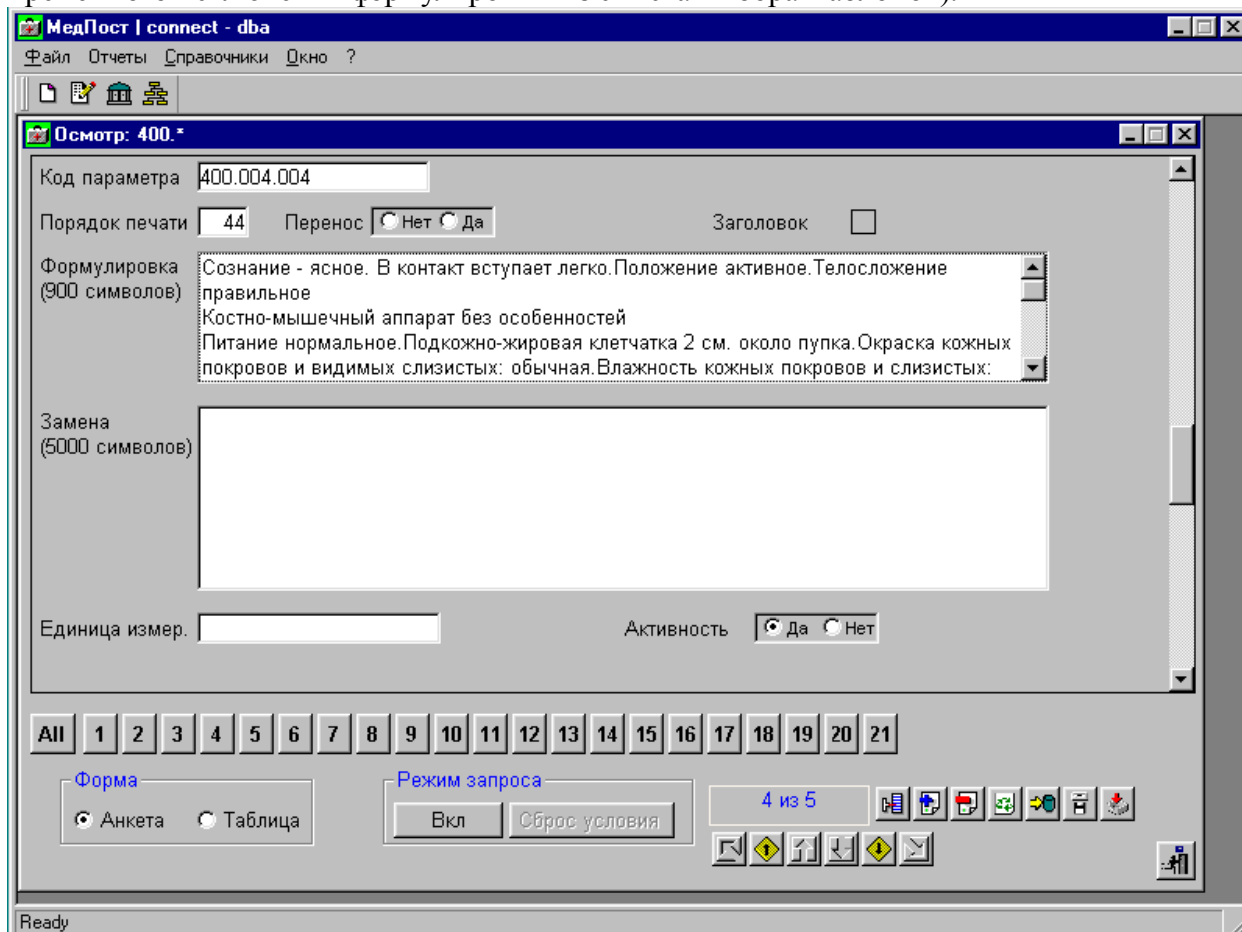 МедПост | connect - dba
Файл Отчеты Справочники Окно ?
Осмотр: 400.*
Код параметра 400.004.004
Порядок печати 44 Перенос Нет Да Заголовок
Формулировка
(900 символов)
Сознание - ясное. В контакт вступает легко.Положение активное.Телосложение
правильное
Костно-мышечный аппарат без особенностей
Питание нормальное.Подкожно-жировая клетчатка 2 см. около пупка.Окраска кожных
покровов и видимых слизистых: обычная.Влажность кожных покровов и слизистых:
Замена
(5000 символов)
Единица измер. Активность Да Нет
All 1 2 3 4 5 6 7 8 9 10 11 12 13 14 15 16 17 18 19 20 21
Форма Режим запроса
Анкета Таблица Вкл Сброс условия 4 из 5
Ready